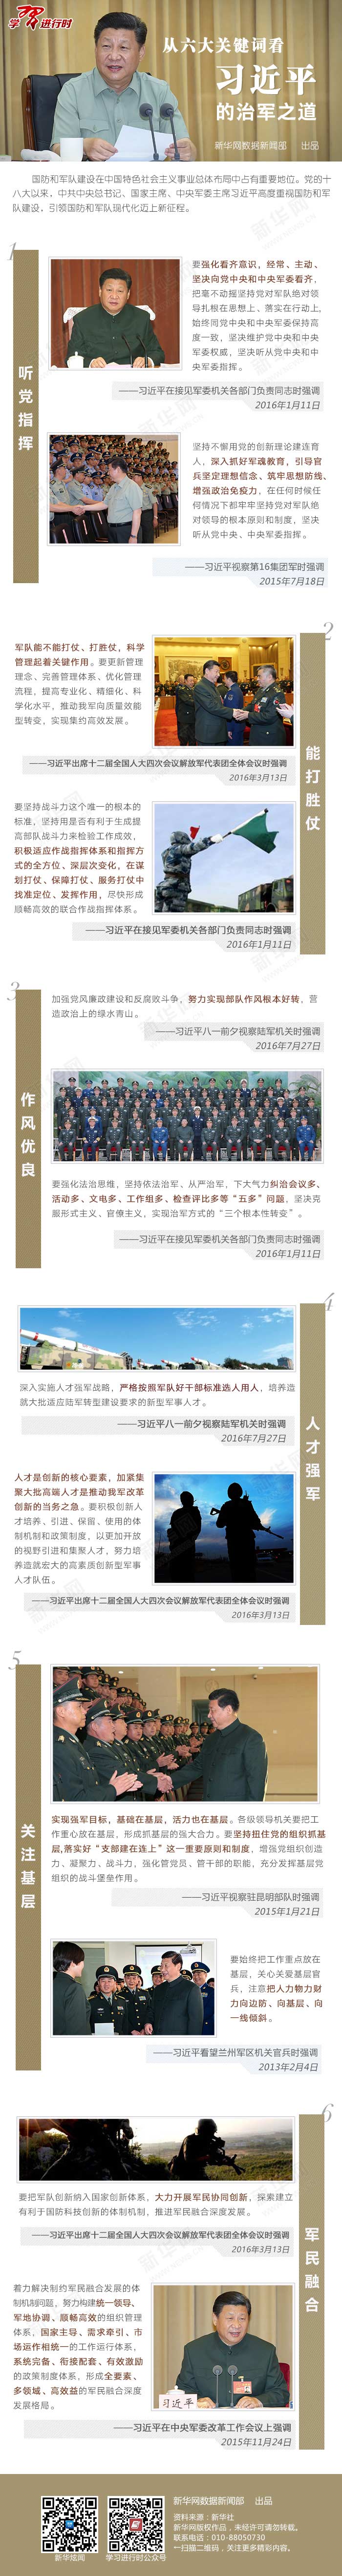 学习进行时
从六大关键词看
习近平
的治军之道
新华网数据新闻部 出品
国防和军队建设在中国特色社会主义事业总体布局中占有重要地位。党的十
八大以来，中共中央总书记、国家主席、中央军委主席习近平高度重视国防和军
队建设，引领国防和军队现代化迈上新征程。
1
听党指挥
要强化看齐意识，经常、主动、
坚决向党中央和中央军委看齐，
把毫不动摇坚持党对军队绝对领
导扎根在思想上、落实在行动上，
始终同党中央和中央军委保持高
度一致，坚决维护党中央和中央
军委权威，坚决听从党中央和中
央军委指挥。
——习近平在接见军委机关各部门负责同志时强调
2016年1月11日
坚持不懈用党的创新理论建连育
人，深入抓好军魂教育，引导官
兵坚定理想信念、筑牢思想防线、
增强政治免疫力，在任何时候任
何情况下都牢牢坚持党对军队绝
对领导的根本原则和制度，坚决
听从党中央、中央军委指挥。
——习近平视察第16集团军时强调
2015年7月18日
2
能打胜仗
军队能不能打仗、打胜仗，科学
管理起着关键作用。要更新管理
理念、完善管理体系、优化管理
流程，提高专业化、精细化、科
学化水平，推动我军向质量效能
型转变，实现集约高效发展。
——习近平出席十二届全国人大四次会议解放军代表团全体会议时强调
2016年3月13日
要坚持战斗力这个唯一的根本的
标准，坚持用是否有利于生成提
高部队战斗力来检验工作成效，
积极适应作战指挥体系和指挥方
式的全方位、深层次变化，在谋
划打仗、保障打仗、服务打仗中
找准定位、发挥作用，尽快形成
顺畅高效的联合作战指挥体系。
——习近平在接见军委机关各部门负责同志时强调
2016年1月11日
3
作风优良
加强党风廉政建设和反腐败斗争，努力实现部队作风根本好转，营
造政治上的绿水青山。
——习近平八一前夕视察陆军机关时强调
2016年7月27日
要强化法治思维，坚持依法治军、从严治军，下大气力纠治会议多、
活动多、文电多、工作组多、检查评比多等“五多”问题，坚决克
服形式主义、官僚主义，实现治军方式的“三个根本性转变”。
——习近平在接见军委机关各部门负责同志时强调
2016年1月11日
4
人才强军
深入实施人才强军战略，严格按照军队好干部标准选人用人，培养造
就大批适应陆军转型建设要求的新型军事人才。
——习近平八一前夕视察陆军机关时强调
2016年7月27日
人才是创新的核心要素，加紧集
聚大批高端人才是推动我军改革
创新的当务之急。要积极创新人
才培养、引进、保留、使用的体
制机制和政策制度，以更加开放
的视野引进和集聚人才，努力培
养造就宏大的高素质创新型军事
人才队伍。
——习近平出席十二届全国人大四次会议解放军代表团全体会议时强调
2016年3月13日
5
关注基层
实现强军目标，基础在基层，活力也在基层。各级领导机关要把工
作重心放在基层，形成抓基层的强大合力。要坚持扭住党的组织抓基
层,落实好“支部建在连上”这一重要原则和制度，增强党组织创造
力、凝聚力、战斗力，强化管党员、管干部的职能，充分发挥基层党
组织的战斗堡垒作用。
——习近平视察驻昆明部队时强调
2015年1月21日
要始终把工作重点放在
基层，关心关爱基层官
兵，注意把人力物力财
力向边防、向基层、向
一线倾斜。
——习近平看望兰州军区机关官兵时强调
2013年2月4日
6
军民融合
要把军队创新纳入国家创新体系，大力开展军民协同创新，探索建立
有利于国防科技创新的体制机制，推进军民融合深度发展。
——习近平出席十二届全国人大四次会议解放军代表团全体会议时强调
2016年3月13日
着力解决制约军民融合发展的体
制机制问题，努力构建统一领导、
军地协调、顺畅高效的组织管理
体系，国家主导、需求牵引、市
场运作相统一的工作运行体系，
系统完备、衔接配套、有效激励
的政策制度体系，形成全要素、
多领域、高效益的军民融合深度
发展格局。
习近平
——习近平在中央军委改革工作会议上强调
2015年11月24日
新华炫闻
学习进行时公众号
新华网数据新闻部 出品
资料来源：新华社
新华网版权作品，未经许可请勿转载。
联系电话：010-88050730
一扫描二维码，关注更多精彩内容。